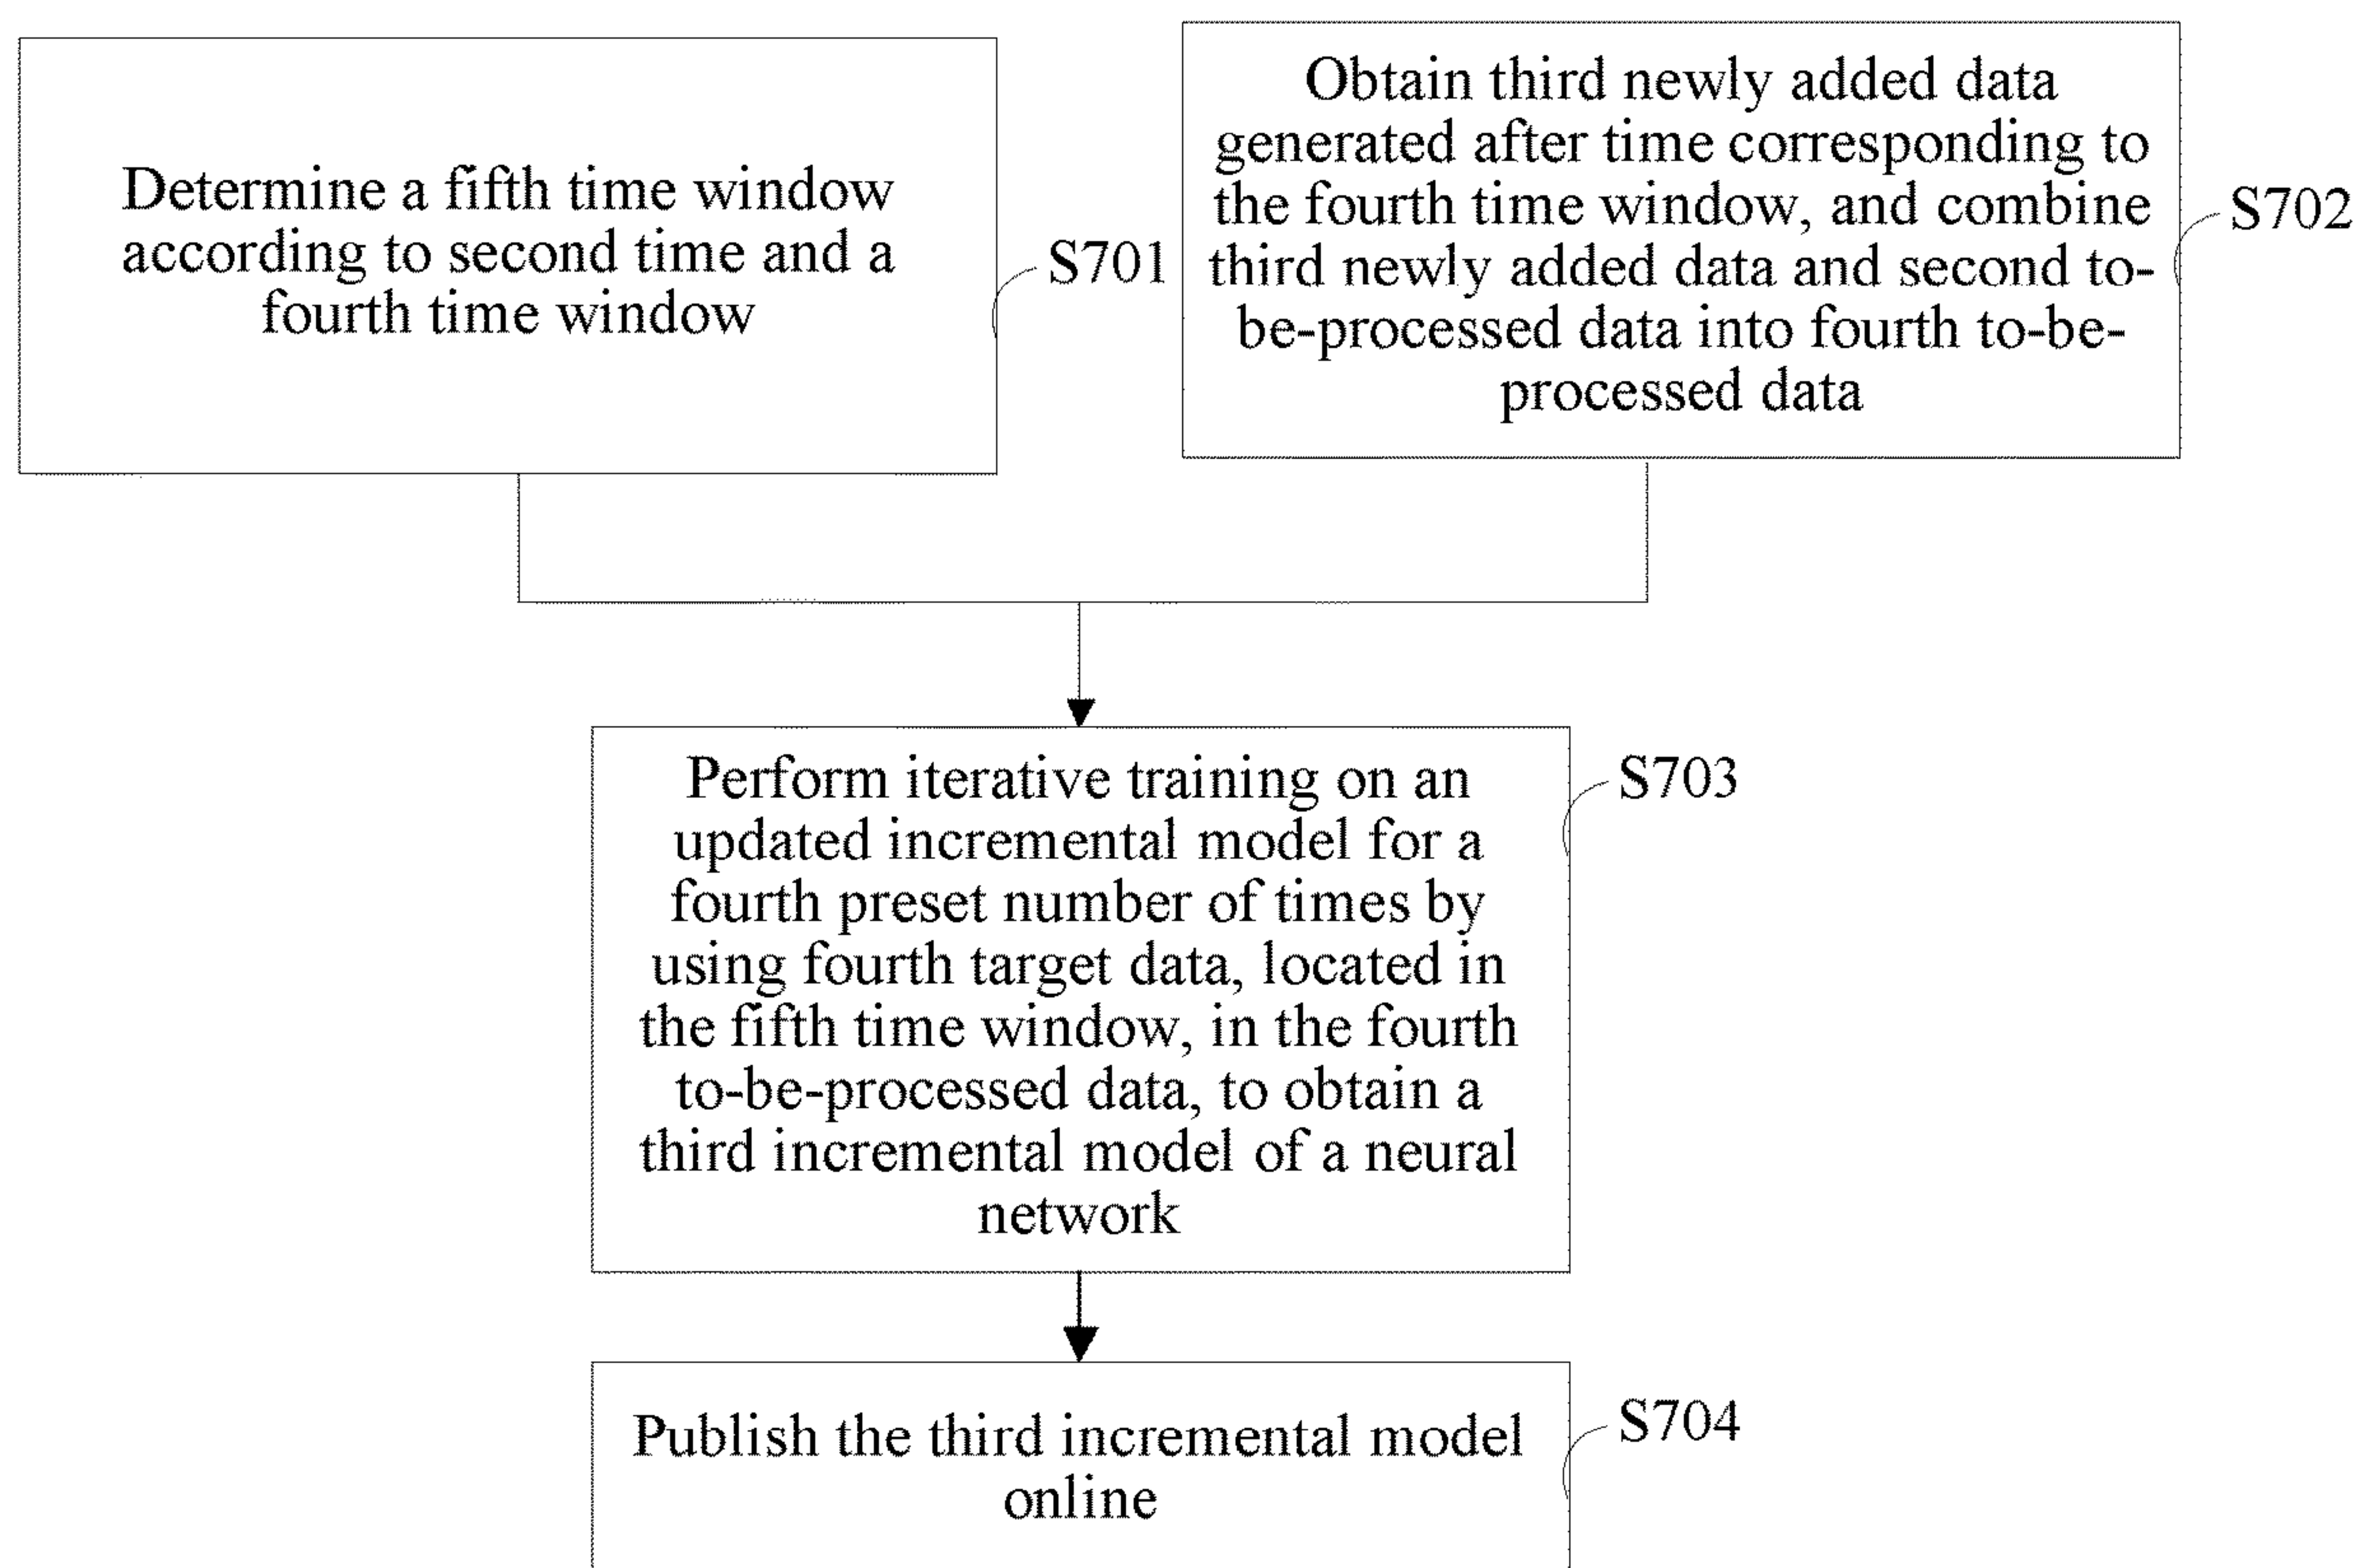 Determine a fifth time window
according to second time and a
fourth time window
S701
Obtain third newly added data
generated after time corresponding to
the fourth time window, and combine
third newly added data and second to-
be-processed data into fourth to-be-
processed data
S702
Perform iterative training on an
updated incremental model for a
fourth preset number of times by
using fourth target data, located in
the fifth time window, in the fourth
to-be-processed data, to obtain a
third incremental model of a neural
network
S703
Publish the third incremental model
online
S704